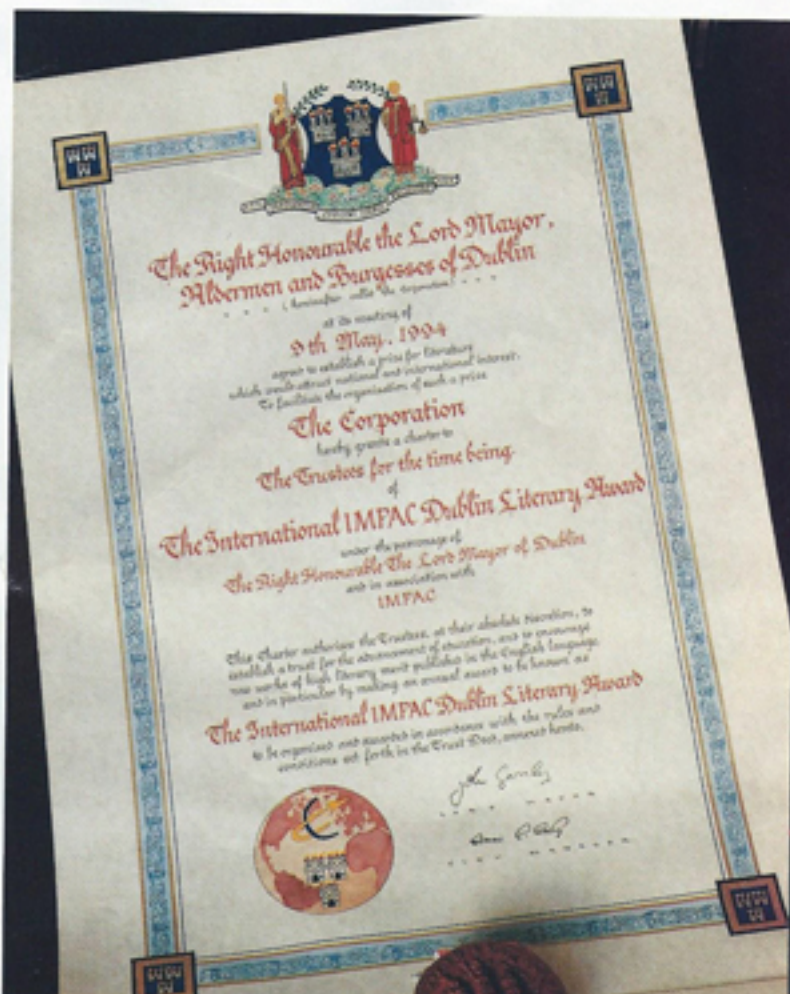 The Right Honourable the Lord Mayor,
Aldermen and Burgesses of Dublin
(hereinafter called the Corporation)
at its meeting of
9th May, 1994
agreed to establish a prize for literature
which would attract national and international interest.
To facilitate the organisation of such a prize
The Corporation
hereby grants a charter to
The Trustees for the time being
of
The International IMPAC Dublin Literary Award
under the patronage of
The Right Honourable The Lord Mayor of Dublin
and in association with
IMPAC
This Charter authorises the Trustees, at their absolute discretion, to
establish a trust for the advancement of education, and to encourage
new works of high literary merit published in the English language
and in particular by making an annual award to be known as
The International IMPAC Dublin Literary Award
to be organised and awarded in accordance with the rules and
conditions set forth in the Trust Deed, annexed hereto.
John Gormley
LORD MAYOR